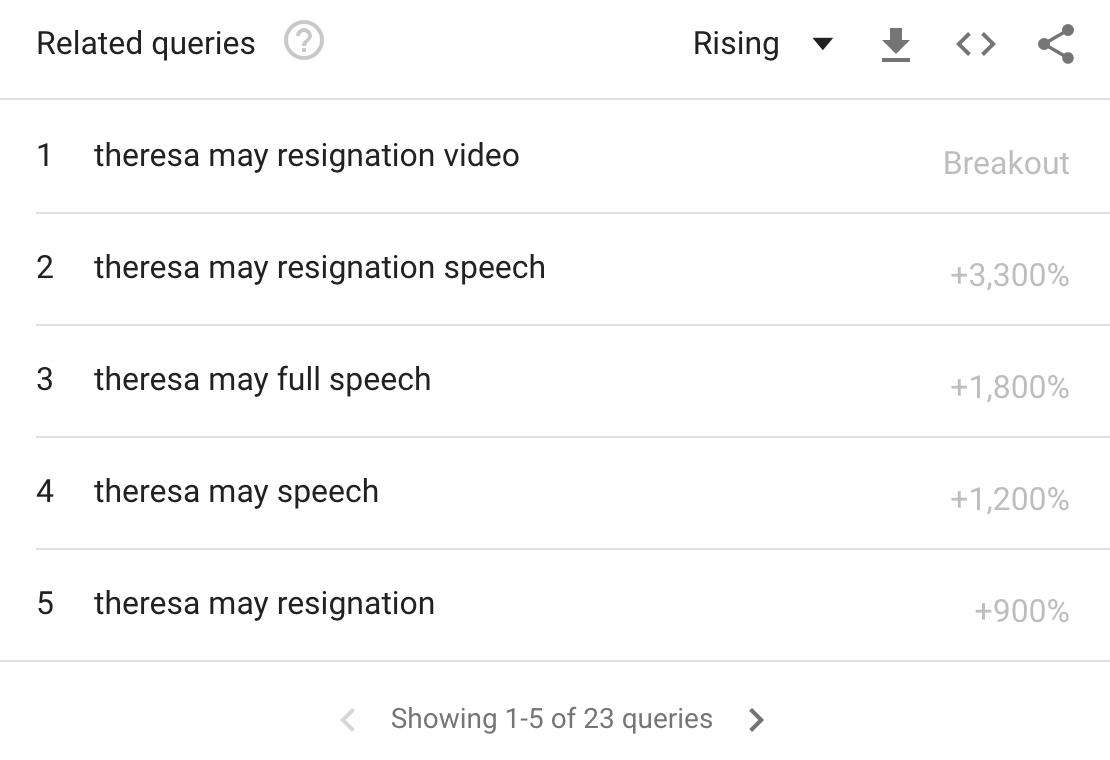 Related queries ? Rising
1 theresa may resignation video Breakout
2 theresa may resignation speech +3,300%
3 theresa may full speech +1,800%
4 theresa may speech +1,200%
5 theresa may resignation +900%
Showing 1-5 of 23 queries